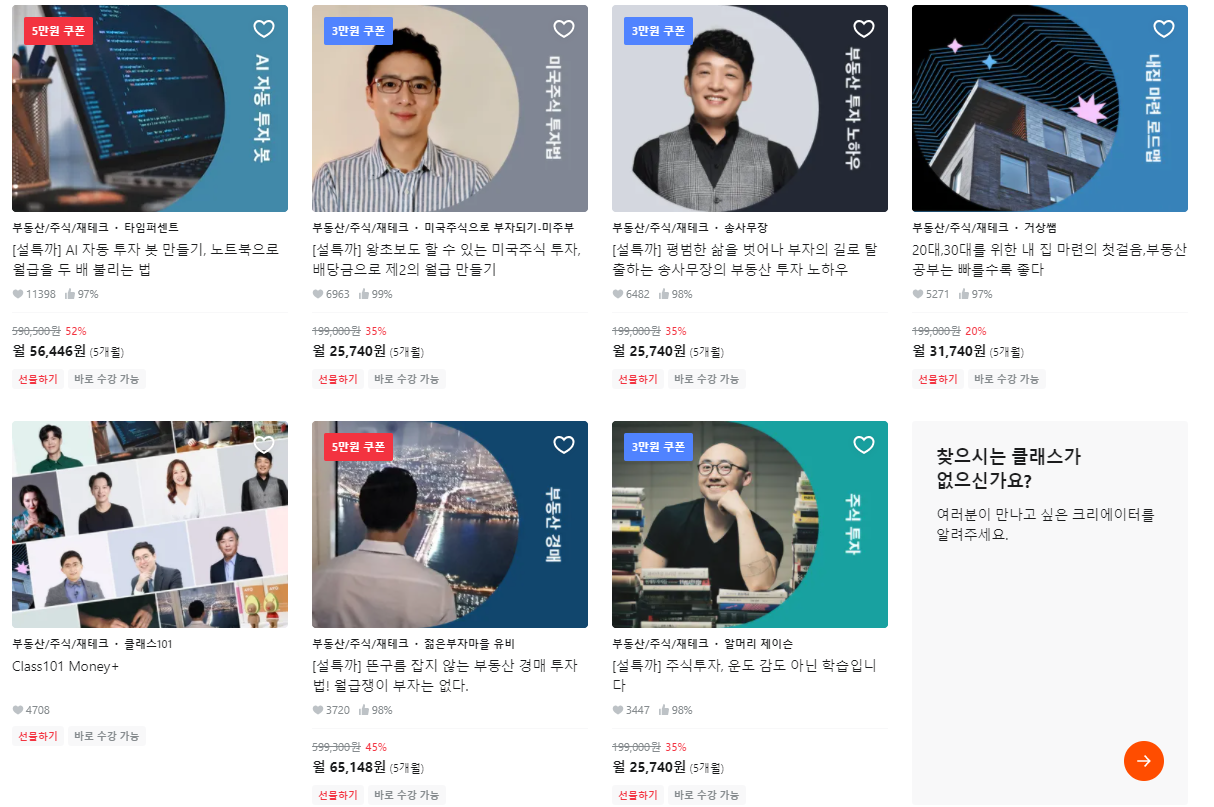 5만원 쿠폰
AI 자동 투자 봇
부동산/주식/재테크 · 타임퍼센트
[설특까] AI 자동 투자 봇 만들기, 노트북으로
월급을 두 배 불리는 법
11398 97%
590,500원 52%
월 56,446원 (5개월)
선물하기 바로 수강 가능
3만원 쿠폰
미국주식 투자법
부동산/주식/재테크 · 미국주식으로 부자되기-미주부
[설특까] 왕초보도 할 수 있는 미국주식 투자,
배당금으로 제2의 월급 만들기
6963 99%
199,000원 35%
월 25,740원 (5개월)
선물하기 바로 수강 가능
3만원 쿠폰
부동산 투자 노하우
부동산/주식/재테크 · 송사무장
[설특까] 평범한 삶을 벗어나 부자의 길로 탈
출하는 송사무장의 부동산 투자 노하우
6482 98%
199,000원 35%
월 25,740원 (5개월)
선물하기 바로 수강 가능
내집 마련 로드맵
부동산/주식/재테크 · 거상쌤
20대,30대를 위한 내 집 마련의 첫걸음,부동산
공부는 빠를수록 좋다
5271 97%
199,000원 20%
월 31,740원 (5개월)
선물하기 바로 수강 가능
부동산/주식/재테크 · 클래스101
Class101 Money+
4708
선물하기 바로 수강 가능
5만원 쿠폰
부동산 경매
부동산/주식/재테크 · 젊은부자마을 유비
[설특까] 뜬구름 잡지 않는 부동산 경매 투자
법! 월급쟁이 부자는 없다.
3720 98%
599,300원 45%
월 65,148원 (5개월)
선물하기 바로 수강 가능
3만원 쿠폰
주식 투자
부동산/주식/재테크 · 알머리 제이슨
[설특까] 주식투자, 운도 감도 아닌 학습입니
다
3447 98%
199,000원 35%
월 25,740원 (5개월)
선물하기 바로 수강 가능
찾으시는 클래스가
없으신가요?
여러분이 만나고 싶은 크리에이터를
알려주세요.